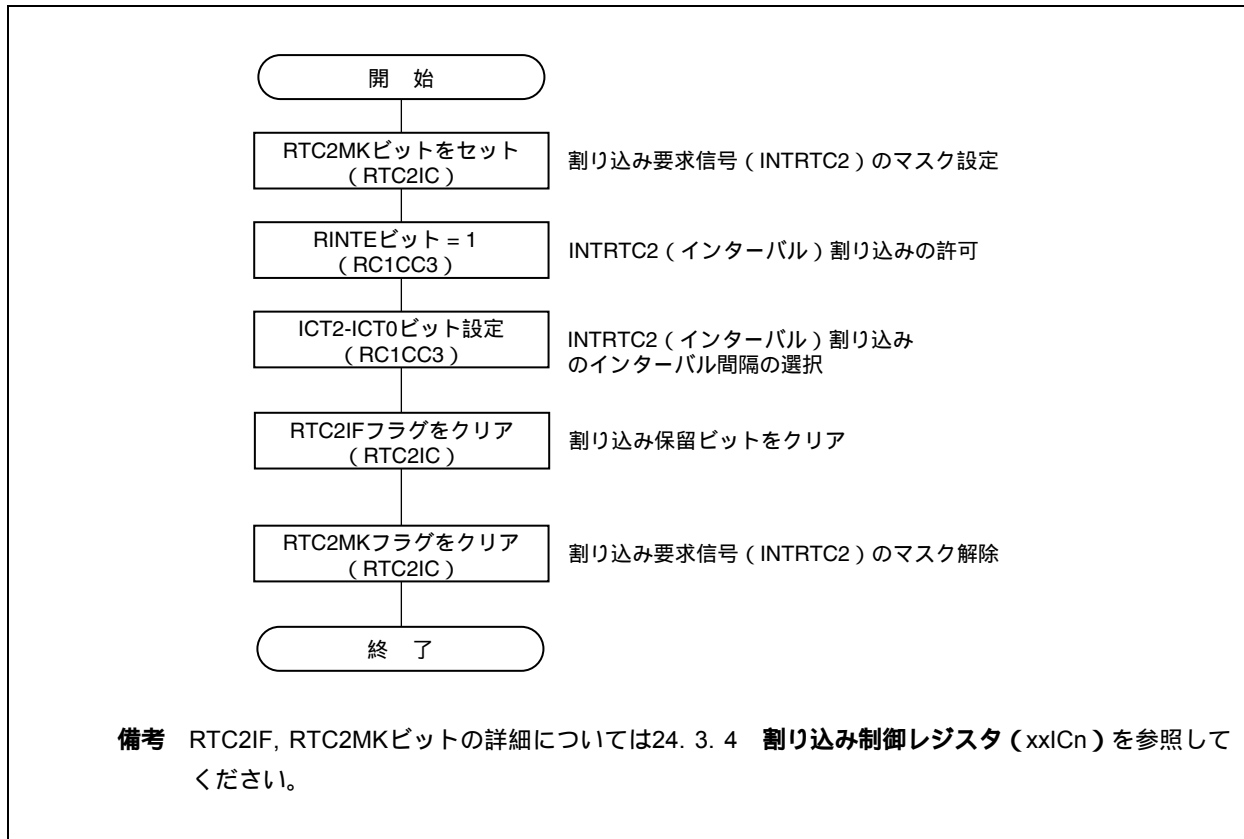 開 始
RTC2MKビットをセット
( RTC2IC )
割り込み要求信号(INTRTC2)のマスク設定
RINTEビット = 1
( RC1CC3 )
INTRTC2(インターバル)割り込みの許可
ICT2-ICT0ビット設定
( RC1CC3 )
INTRTC2(インターバル)割り込み
のインターバル間隔の選択
RTC2IFフラグをクリア
( RTC2IC )
割り込み保留ビットをクリア
RTC2MKフラグをクリア
( RTC2IC )
割り込み要求信号(INTRTC2)のマスク解除
終 了
備考 RTC2IF, RTC2MKビットの詳細については24. 3. 4 割り込み制御レジスタ(xxICn)を参照して
ください。